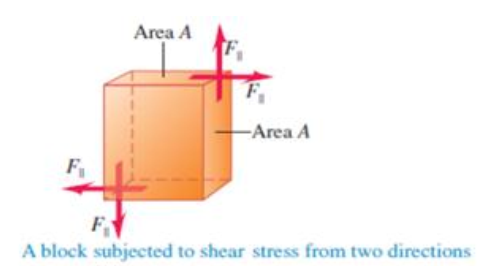 Area A
F∥
F∥
Area A
F∥
F∥
A block subjected to shear stress from two directions